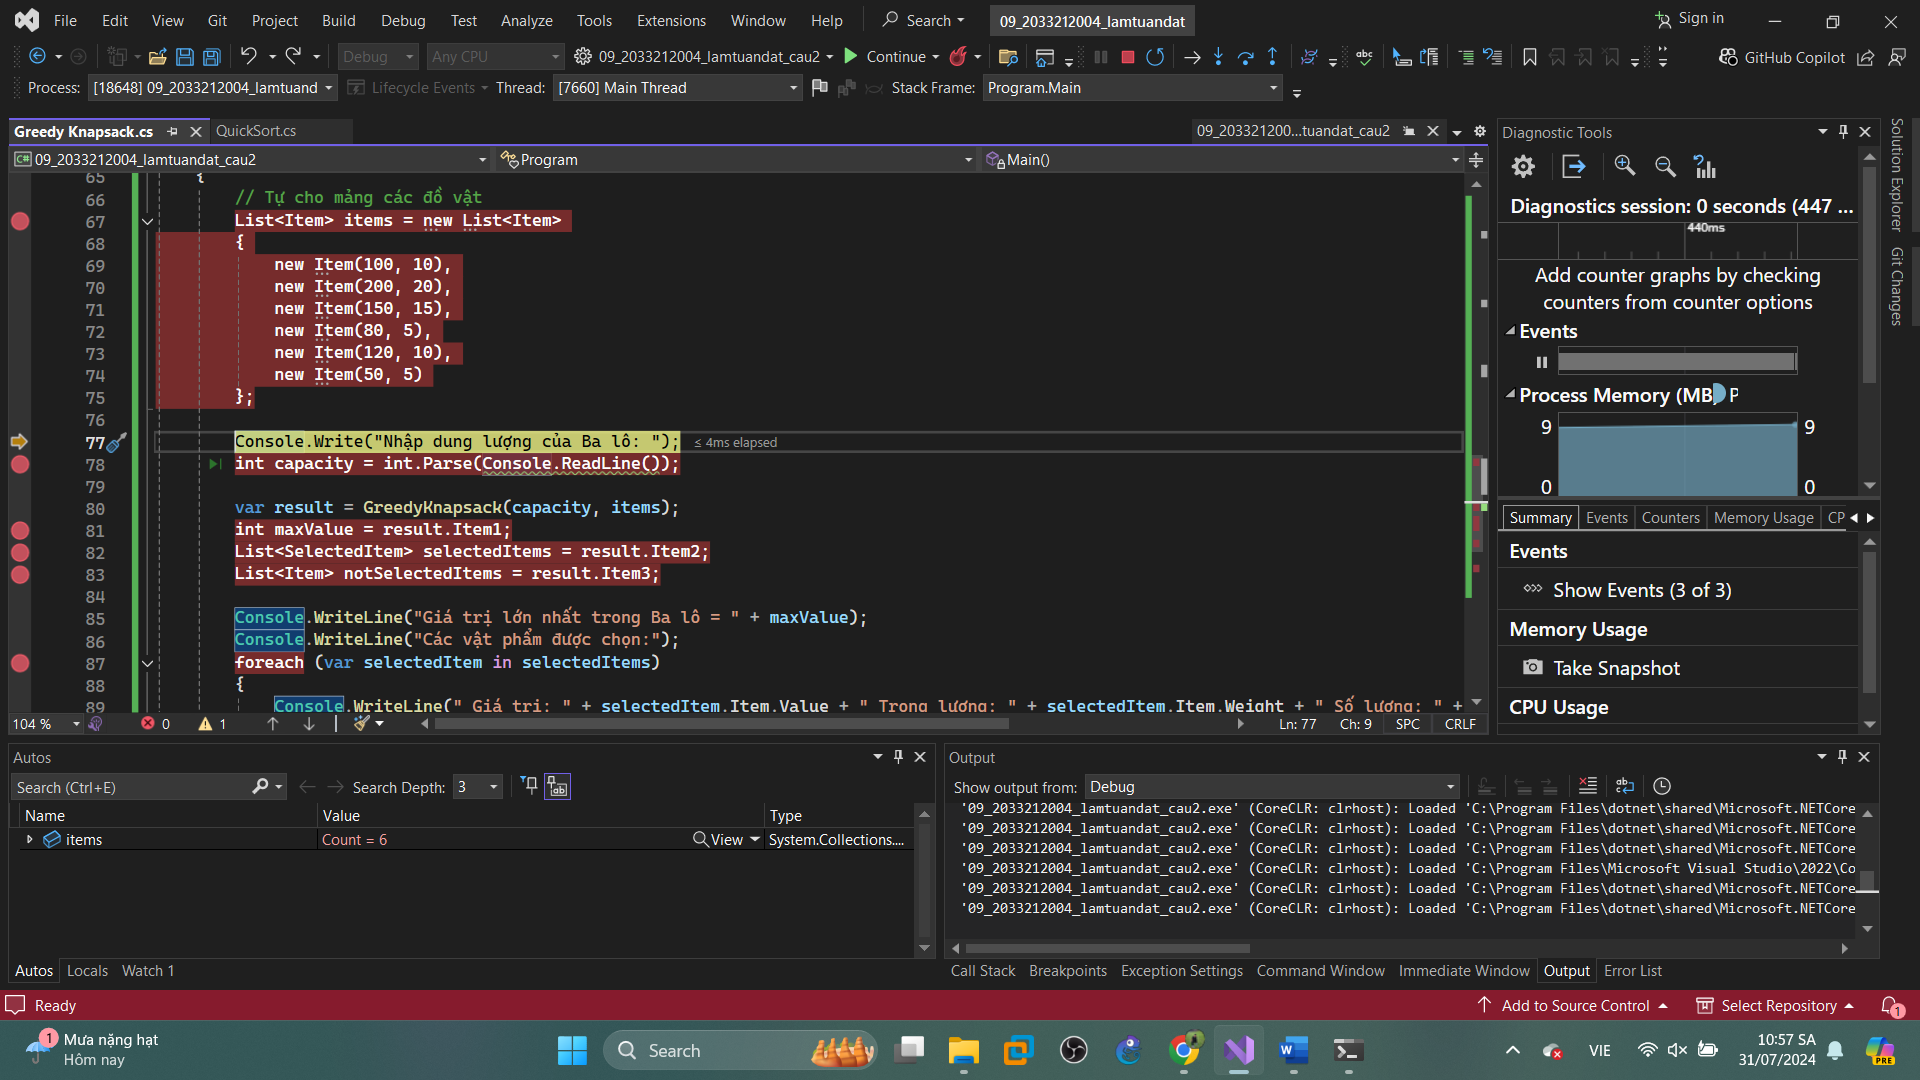 File Edit View Git Project Build Debug Test Analyze Tools Extensions Window Help Search 09_2033212004_lamtuandat Sign in
Debug Any CPU 09_2033212004_lamtuandat_cau2 Continue GitHub Copilot
Process: [18648] 09_2033212004_lamtuand Lifecycle Events Thread: [7660] Main Thread Stack Frame: Program.Main
Greedy Knapsack.cs QuickSort.cs 09_203321200...tuandat_cau2
09_2033212004_lamtuandat_cau2 Program Main()
65 {
66 // Tự cho mảng các đồ vật
67 List<Item> items = new List<Item>
68 {
69 new Item(100, 10),
70 new Item(200, 20),
71 new Item(150, 15),
72 new Item(80, 5),
73 new Item(120, 10),
74 new Item(50, 5)
75 };
76
77 Console.Write("Nhập dung lượng của Ba lô: "); ≤ 4ms elapsed
78 int capacity = int.Parse(Console.ReadLine());
79
80 var result = GreedyKnapsack(capacity, items);
81 int maxValue = result.Item1;
82 List<SelectedItem> selectedItems = result.Item2;
83 List<Item> notSelectedItems = result.Item3;
84
85 Console.WriteLine("Giá trị lớn nhất trong Ba lô = " + maxValue);
86 Console.WriteLine("Các vật phẩm được chọn:");
87 foreach (var selectedItem in selectedItems)
88 {
89 Console.WriteLine(" Giá trị: " + selectedItem.Item.Value + " Trọng lượng: " + selectedItem.Item.Weight + " Số lượng: " +
104 % 0 1 Ln: 77 Ch: 9 SPC CRLF
Diagnostic Tools
Diagnostics session: 0 seconds (447 ...
440ms
Add counter graphs by checking
counters from counter options
Events
Process Memory (MB) P
9 9
0 0
Summary Events Counters Memory Usage CP
Events
Show Events (3 of 3)
Memory Usage
Take Snapshot
CPU Usage
Solution Explorer
Git Changes
Autos
Search (Ctrl+E) Search Depth: 3
Name Value Type
items Count = 6 View System.Collections....
Autos Locals Watch 1
Output
Show output from: Debug
'09_2033212004_lamtuandat_cau2.exe' (CoreCLR: clrhost): Loaded 'C:\Program Files\dotnet\shared\Microsoft.NETCore
'09_2033212004_lamtuandat_cau2.exe' (CoreCLR: clrhost): Loaded 'C:\Program Files\dotnet\shared\Microsoft.NETCore
'09_2033212004_lamtuandat_cau2.exe' (CoreCLR: clrhost): Loaded 'C:\Program Files\dotnet\shared\Microsoft.NETCore
'09_2033212004_lamtuandat_cau2.exe' (CoreCLR: clrhost): Loaded 'C:\Program Files\Microsoft Visual Studio\2022\Co
'09_2033212004_lamtuandat_cau2.exe' (CoreCLR: clrhost): Loaded 'C:\Program Files\dotnet\shared\Microsoft.NETCore
'09_2033212004_lamtuandat_cau2.exe' (CoreCLR: clrhost): Loaded 'C:\Program Files\dotnet\shared\Microsoft.NETCore
Call Stack Breakpoints Exception Settings Command Window Immediate Window Output Error List
Ready Add to Source Control Select Repository 1
1 Mưa nặng hạt
Hôm nay
Search
VIE
10:57 SA
31/07/2024
PRE